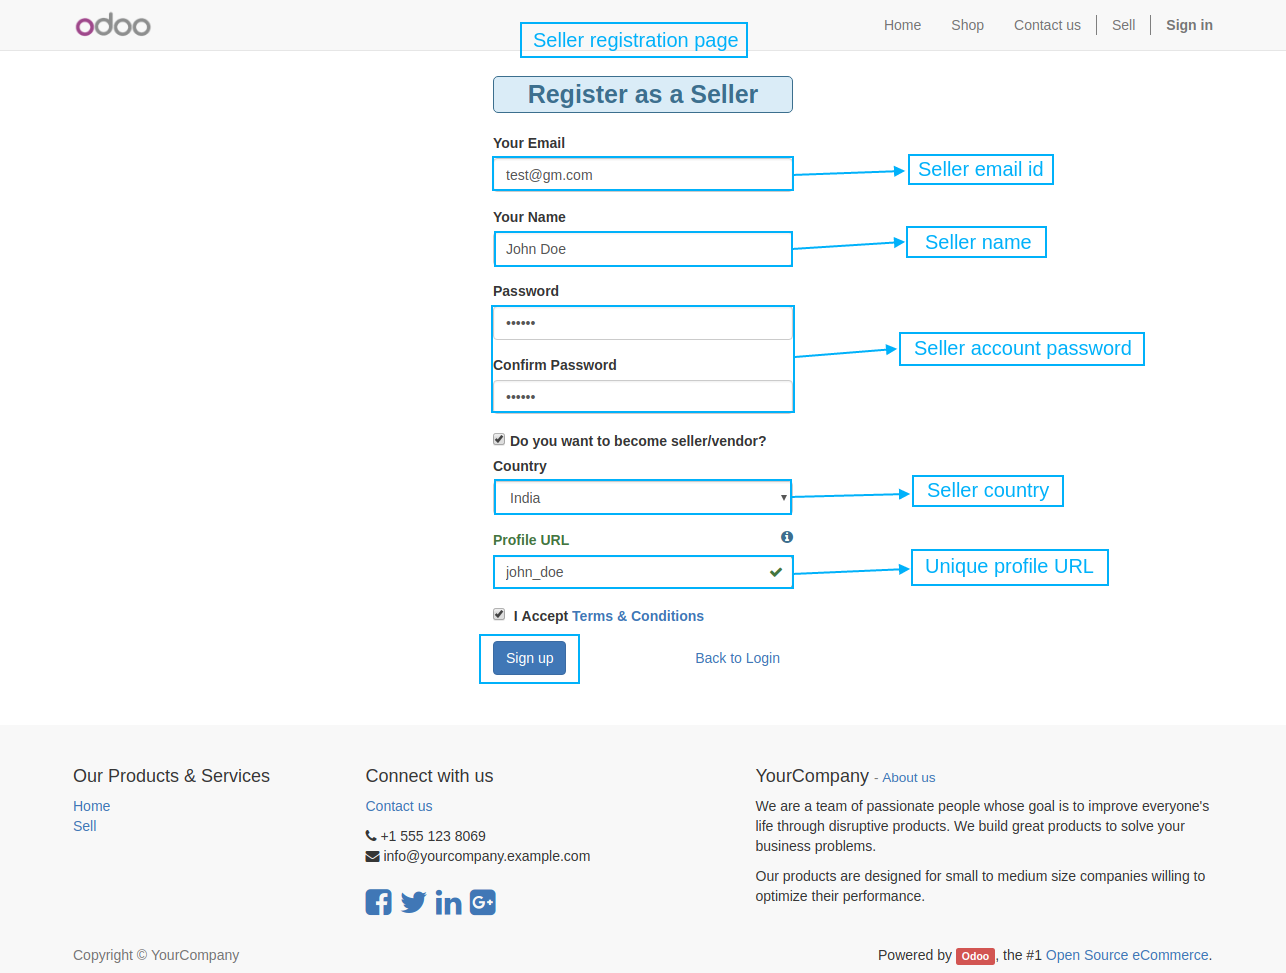 odoo
Home Shop Contact us Sell Sign in
Seller registration page
Register as a Seller
Your Email
test@gm.com
Seller email id
Your Name
John Doe
Seller name
Password
••••••
Seller account password
Confirm Password
••••••
Do you want to become seller/vendor?
Country
India
Seller country
Profile URL
john_doe
Unique profile URL
I Accept Terms & Conditions
Sign up
Back to Login
Our Products & Services
Home
Sell
Connect with us
Contact us
+1 555 123 8069
info@yourcompany.example.com
YourCompany - About us
We are a team of passionate people whose goal is to improve everyone's
life through disruptive products. We build great products to solve your
business problems.
Our products are designed for small to medium size companies willing to
optimize their performance.
Copyright © YourCompany
Powered by Odoo, the #1 Open Source eCommerce.